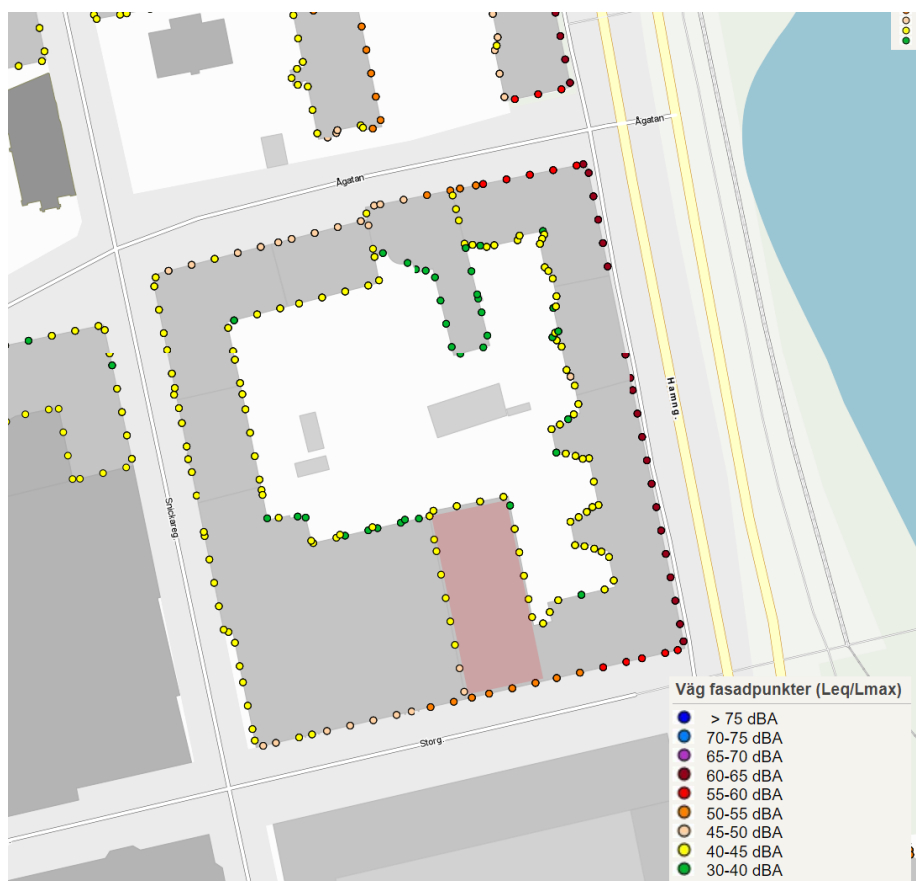 Ågatan
Ågatan
Hamng.
Snickareg.
Storg.
Väg fasadpunkter (Leq/Lmax)
> 75 dBA
70-75 dBA
65-70 dBA
60-65 dBA
55-60 dBA
50-55 dBA
45-50 dBA
40-45 dBA
30-40 dBA